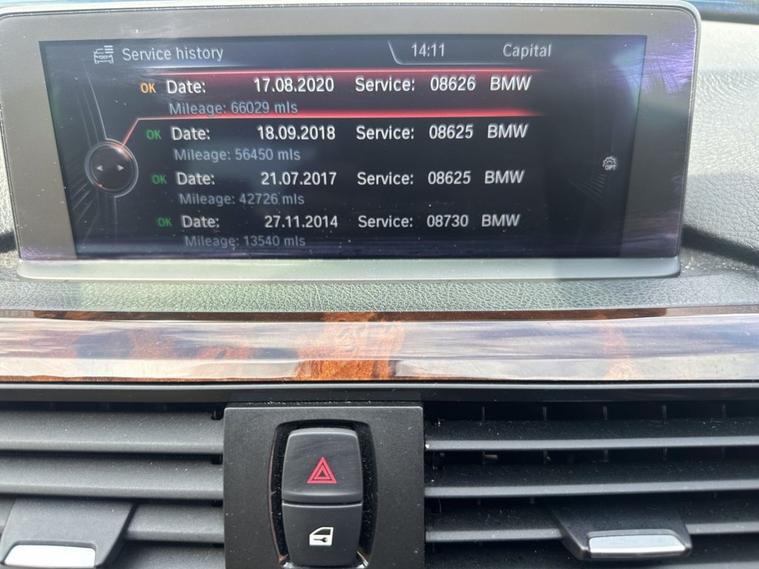 Service history 14:11 Capital
OK Date: 17.08.2020 Service: 08626 BMW
Mileage: 66029 mls
OK Date: 18.09.2018 Service: 08625 BMW
Mileage: 56450 mls
OK Date: 21.07.2017 Service: 08625 BMW
Mileage: 42726 mls
OK Date: 27.11.2014 Service: 08730 BMW
Mileage: 13540 mls
OPT